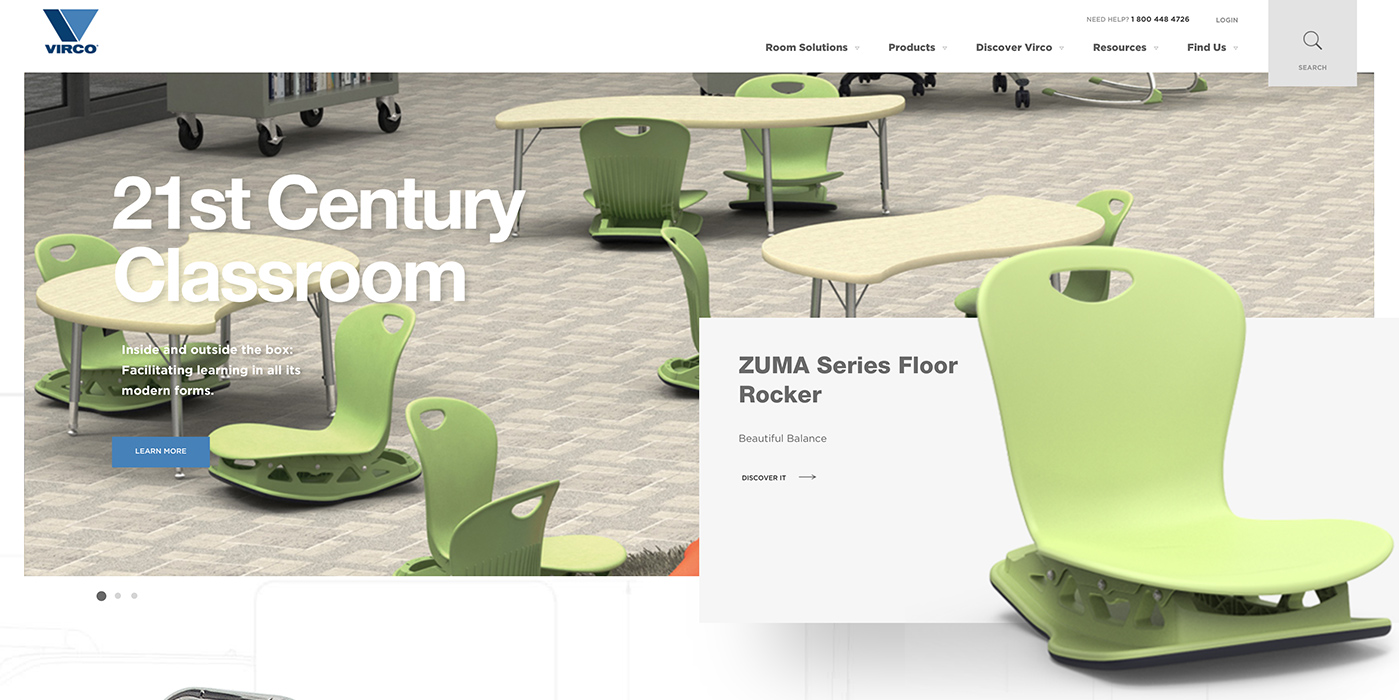 VIRCO
NEED HELP? 1 800 448 4726
LOGIN
Room Solutions
Products
Discover Virco
Resources
Find Us
SEARCH
21st Century
Classroom
Inside and outside the box:
Facilitating learning in all its
modern forms.
LEARN MORE
ZUMA Series Floor
Rocker
Beautiful Balance
DISCOVER IT